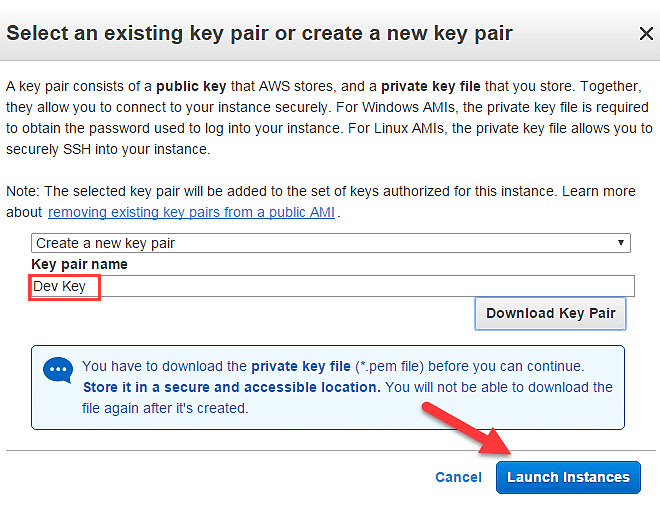 Select an existing key pair or create a new key pair
A key pair consists of a public key that AWS stores, and a private key file that you store. Together,
they allow you to connect to your instance securely. For Windows AMIs, the private key file is required
to obtain the password used to log into your instance. For Linux AMIs, the private key file allows you to
securely SSH into your instance.
Note: The selected key pair will be added to the set of keys authorized for this instance. Learn more
about removing existing key pairs from a public AMI.
Create a new key pair
Key pair name
Dev Key
Download Key Pair
You have to download the private key file (*.pem file) before you can continue.
Store it in a secure and accessible location. You will not be able to download the
file again after it's created.
Cancel Launch Instances